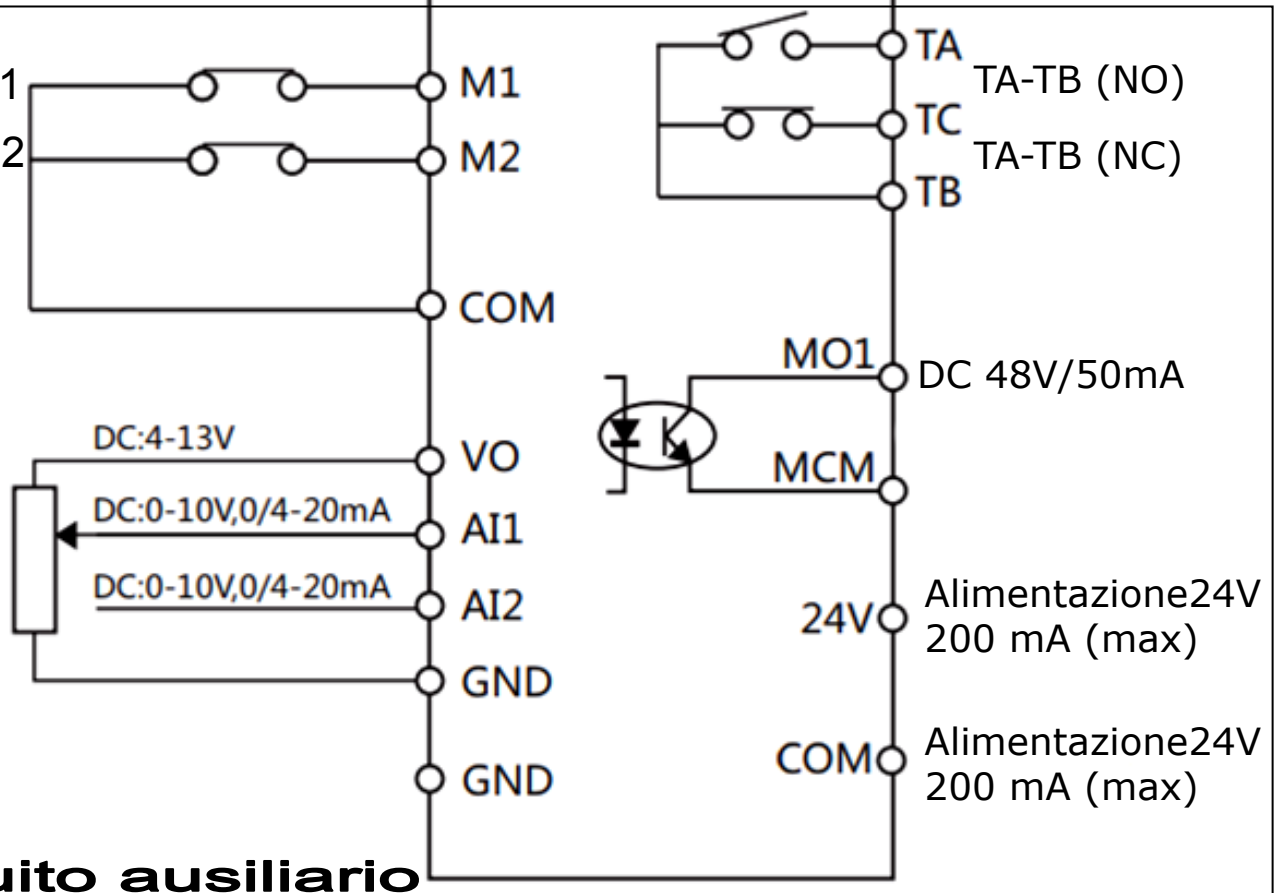 1
M1
2
M2
COM
DC:4-13V
VO
DC:0-10V,0/4-20mA
AI1
DC:0-10V,0/4-20mA
AI2
GND
GND
TA
TA-TB (NO)
TC
TA-TB (NC)
TB
MO1
DC 48V/50mA
MCM
24V
Alimentazione24V
200 mA (max)
COM
Alimentazione24V
200 mA (max)
ausiliario